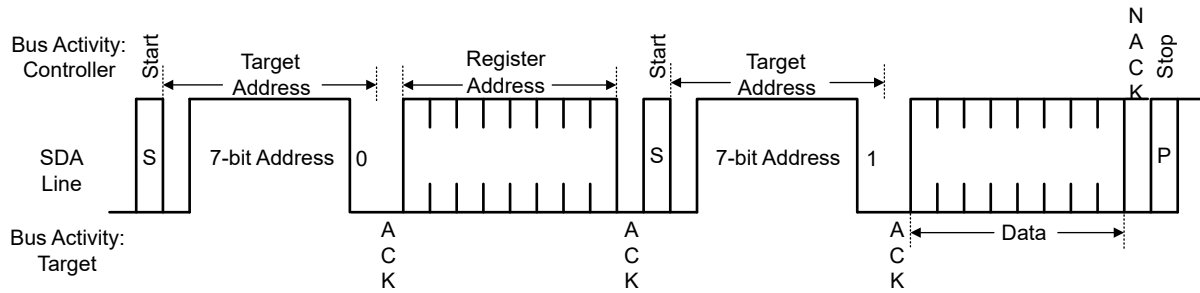 Bus Activity:
Controller
Start
Target
Address
Register
Address
Start
Target
Address
N
A
C
K
Stop
SDA
Line
S
7-bit Address
0
S
7-bit Address
1
P
Bus Activity:
Target
A
C
K
A
C
K
A
C
K
Data